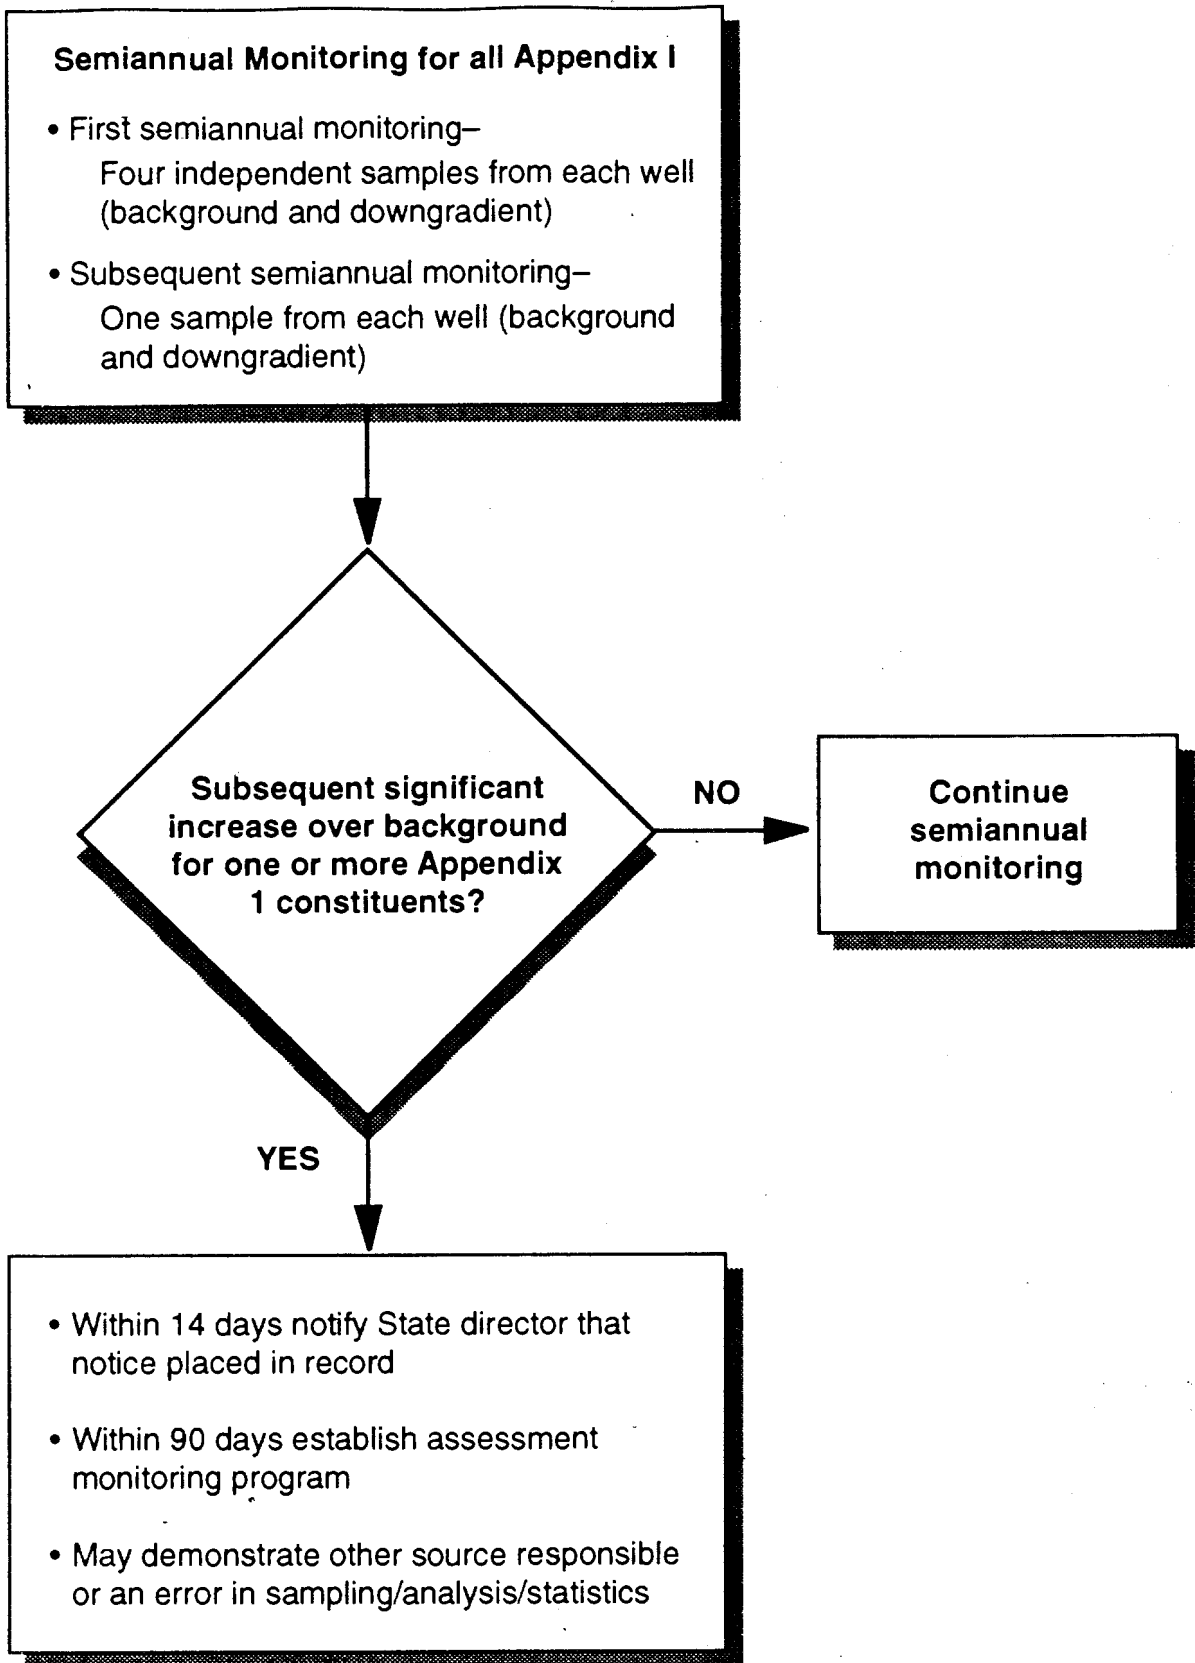 Semiannual Monitoring for all Appendix I
• First semiannual monitoring–
Four independent samples from each well
(background and downgradient)
• Subsequent semiannual monitoring–
One sample from each well (background
and downgradient)
Subsequent significant
increase over background
for one or more Appendix
1 constituents?
NO
Continue
semiannual
monitoring
YES
• Within 14 days notify State director that
notice placed in record
• Within 90 days establish assessment
monitoring program
• May demonstrate other source responsible
or an error in sampling/analysis/statistics